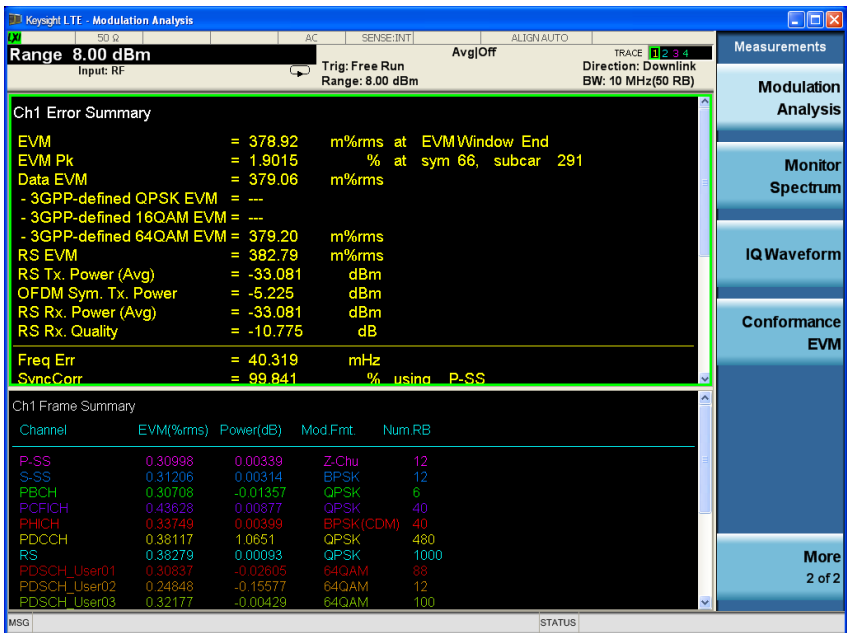 Keysight LTE - Modulation Analysis
LXI 50 Ω AC SENSE:INT ALIGN AUTO
Range 8.00 dBm
Input: RF
Trig: Free Run
Range: 8.00 dBm
Avg|Off
TRACE 1 2 3 4
Direction: Downlink
BW: 10 MHz(50 RB)
Ch1 Error Summary
EVM = 378.92 m%rms at EVM Window End
EVM Pk = 1.9015 % at sym 66, subcar 291
Data EVM = 379.06 m%rms
- 3GPP-defined QPSK EVM = ---
- 3GPP-defined 16QAM EVM = ---
- 3GPP-defined 64QAM EVM = 379.20 m%rms
RS EVM = 382.79 m%rms
RS Tx. Power (Avg) = -33.081 dBm
OFDM Sym. Tx. Power = -5.225 dBm
RS Rx. Power (Avg) = -33.081 dBm
RS Rx. Quality = -10.775 dB
Freq Err = 40.319 mHz
SyncCorr = 99.841 % using P-SS
Ch1 Frame Summary
Channel EVM(%rms) Power(dB) Mod.Fmt. Num.RB
P-SS 0.30998 0.00339 Z-Chu 12
S-SS 0.31206 0.00314 BPSK 12
PBCH 0.30708 -0.01357 QPSK 6
PCFICH 0.43628 0.00877 QPSK 40
PHICH 0.33749 0.00399 BPSK(CDM) 40
PDCCH 0.38117 1.0651 QPSK 480
RS 0.38279 0.00093 QPSK 1000
PDSCH_User01 0.30837 -0.02605 64QAM 88
PDSCH_User02 0.24848 -0.15577 64QAM 12
PDSCH_User03 0.32177 -0.00429 64QAM 100
Measurements
Modulation
Analysis
Monitor
Spectrum
IQ Waveform
Conformance
EVM
More
2 of 2
MSG STATUS